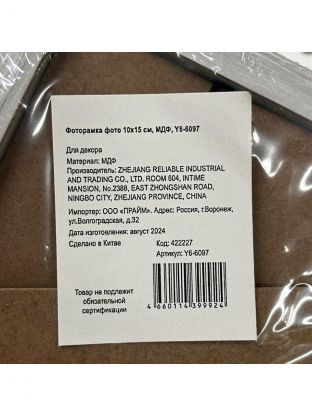 Фоторамка фото 10х15 см, МДФ, Y6-6097
Для декора
Материал: МДФ
Производитель: ZHEJIANG RELIABLE INDUSTRIAL
AND TRADING CO., LTD. ROOM 604, INTIME
MANSION, No.2388, EAST ZHONGSHAN ROAD,
NINGBO CITY, ZHEJIANG PROVINCE, CHINA
Импортер: ООО «ПРАЙМ». Адрес: Россия, г.Воронеж,
ул.Волгоградская, д.32
Дата изготовления: август 2024
Сделано в Китае
Код: 422227
Артикул: Y6-6097
Товар не подлежит
обязательной
сертификации
4 660114 399924